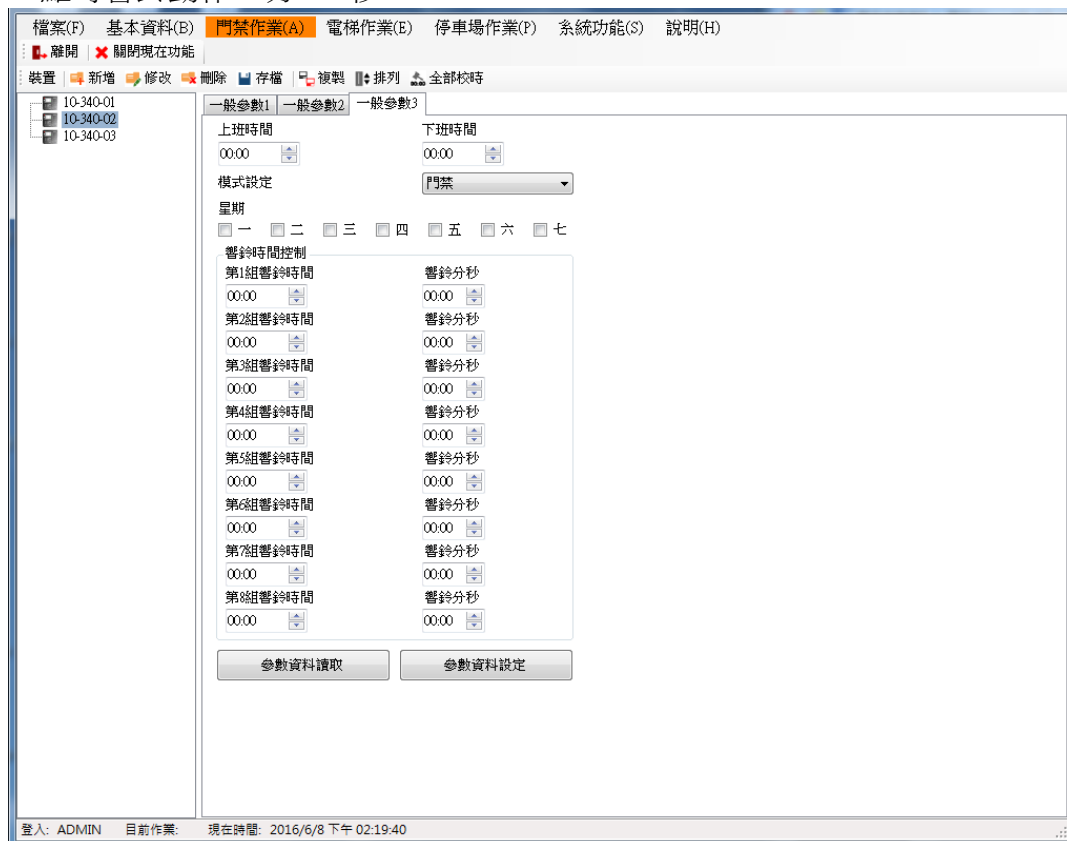 檔案(F) 基本資料(B) 門禁作業(A) 電梯作業(E) 停車場作業(P) 系統功能(S) 說明(H)
離開 關閉現在功能
裝置 新增 修改 刪除 存檔 複製 排列 全部校時
10-340-01
10-340-02
10-340-03
一般參數1 一般參數2 一般參數3
上班時間 下班時間
00:00 00:00
模式設定 門禁
星期
一 二 三 四 五 六 七
響鈴時間控制
第1組響鈴時間 響鈴分秒
00:00 00:00
第2組響鈴時間 響鈴分秒
00:00 00:00
第3組響鈴時間 響鈴分秒
00:00 00:00
第4組響鈴時間 響鈴分秒
00:00 00:00
第5組響鈴時間 響鈴分秒
00:00 00:00
第6組響鈴時間 響鈴分秒
00:00 00:00
第7組響鈴時間 響鈴分秒
00:00 00:00
第8組響鈴時間 響鈴分秒
00:00 00:00
參數資料讀取 參數資料設定
登入: ADMIN 目前作業: 現在時間: 2016/6/8 下午 02:19:40